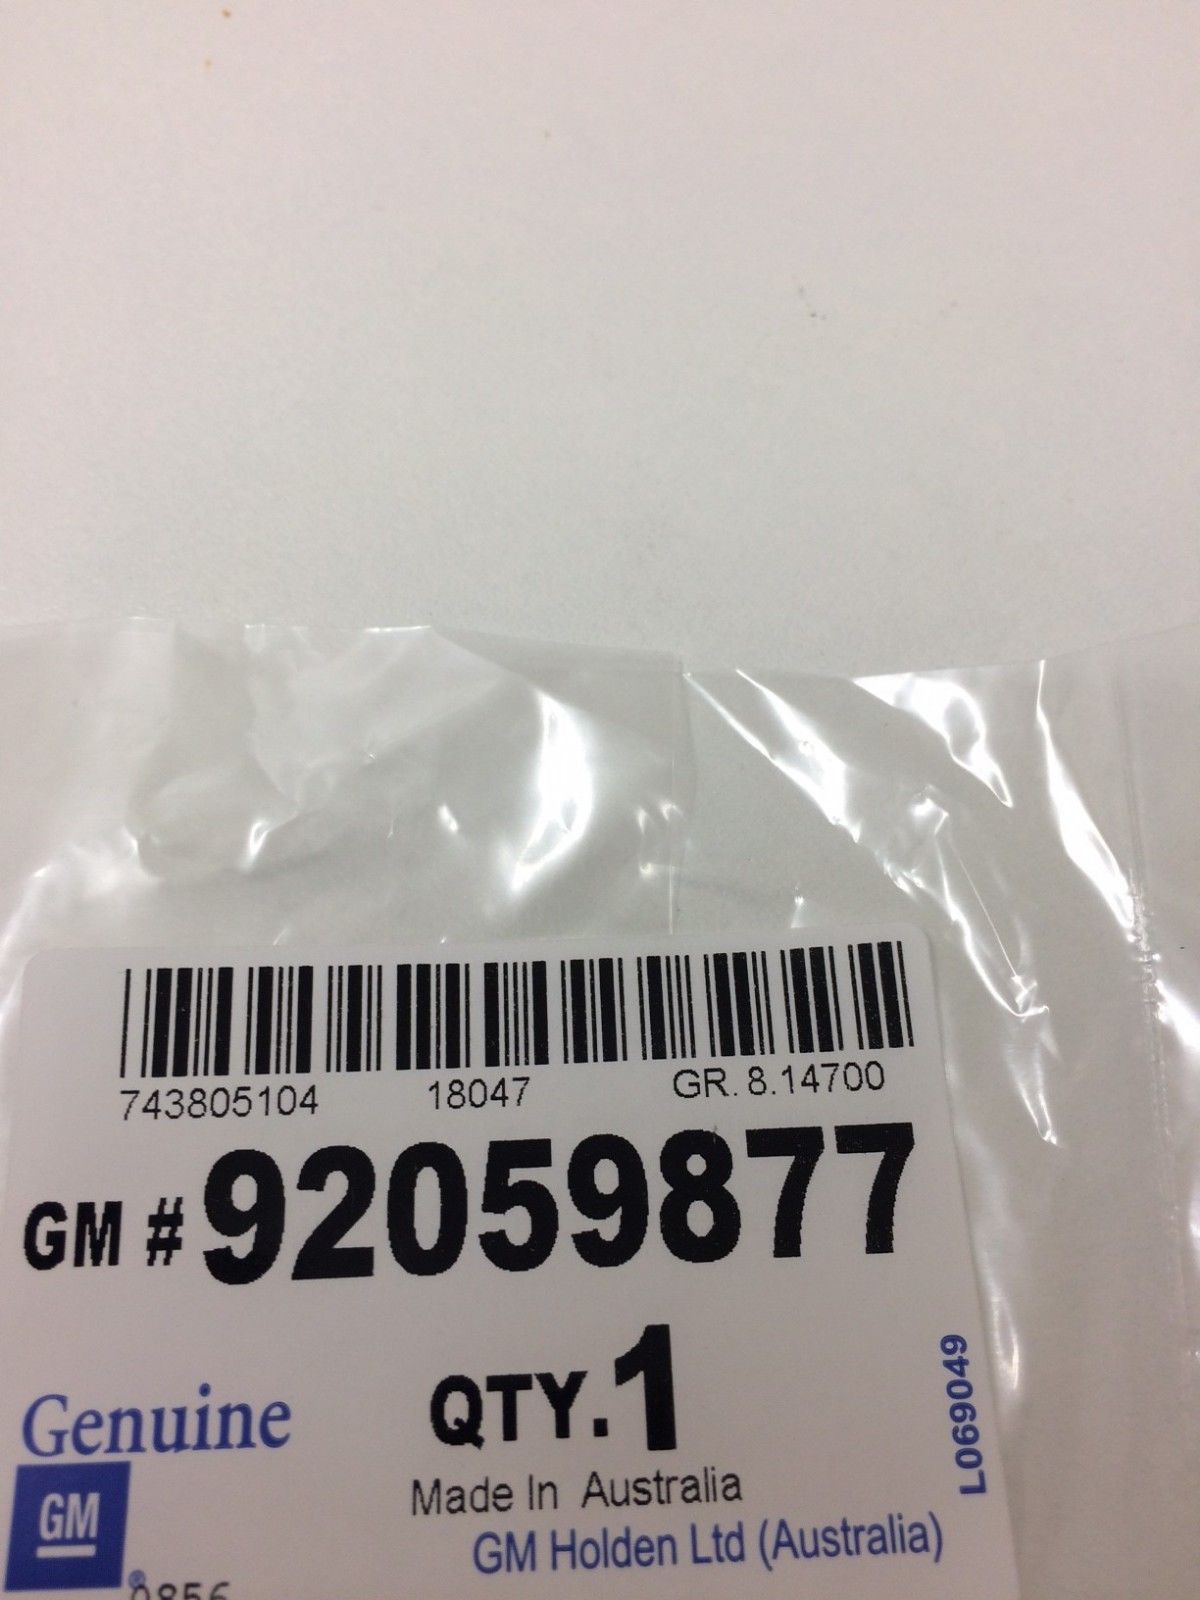 743805104 18047 GR. 8.14700
GM # 92059877
QTY. 1
Genuine
Made In Australia
GM Holden Ltd (Australia)
L069049
GM
®
0856